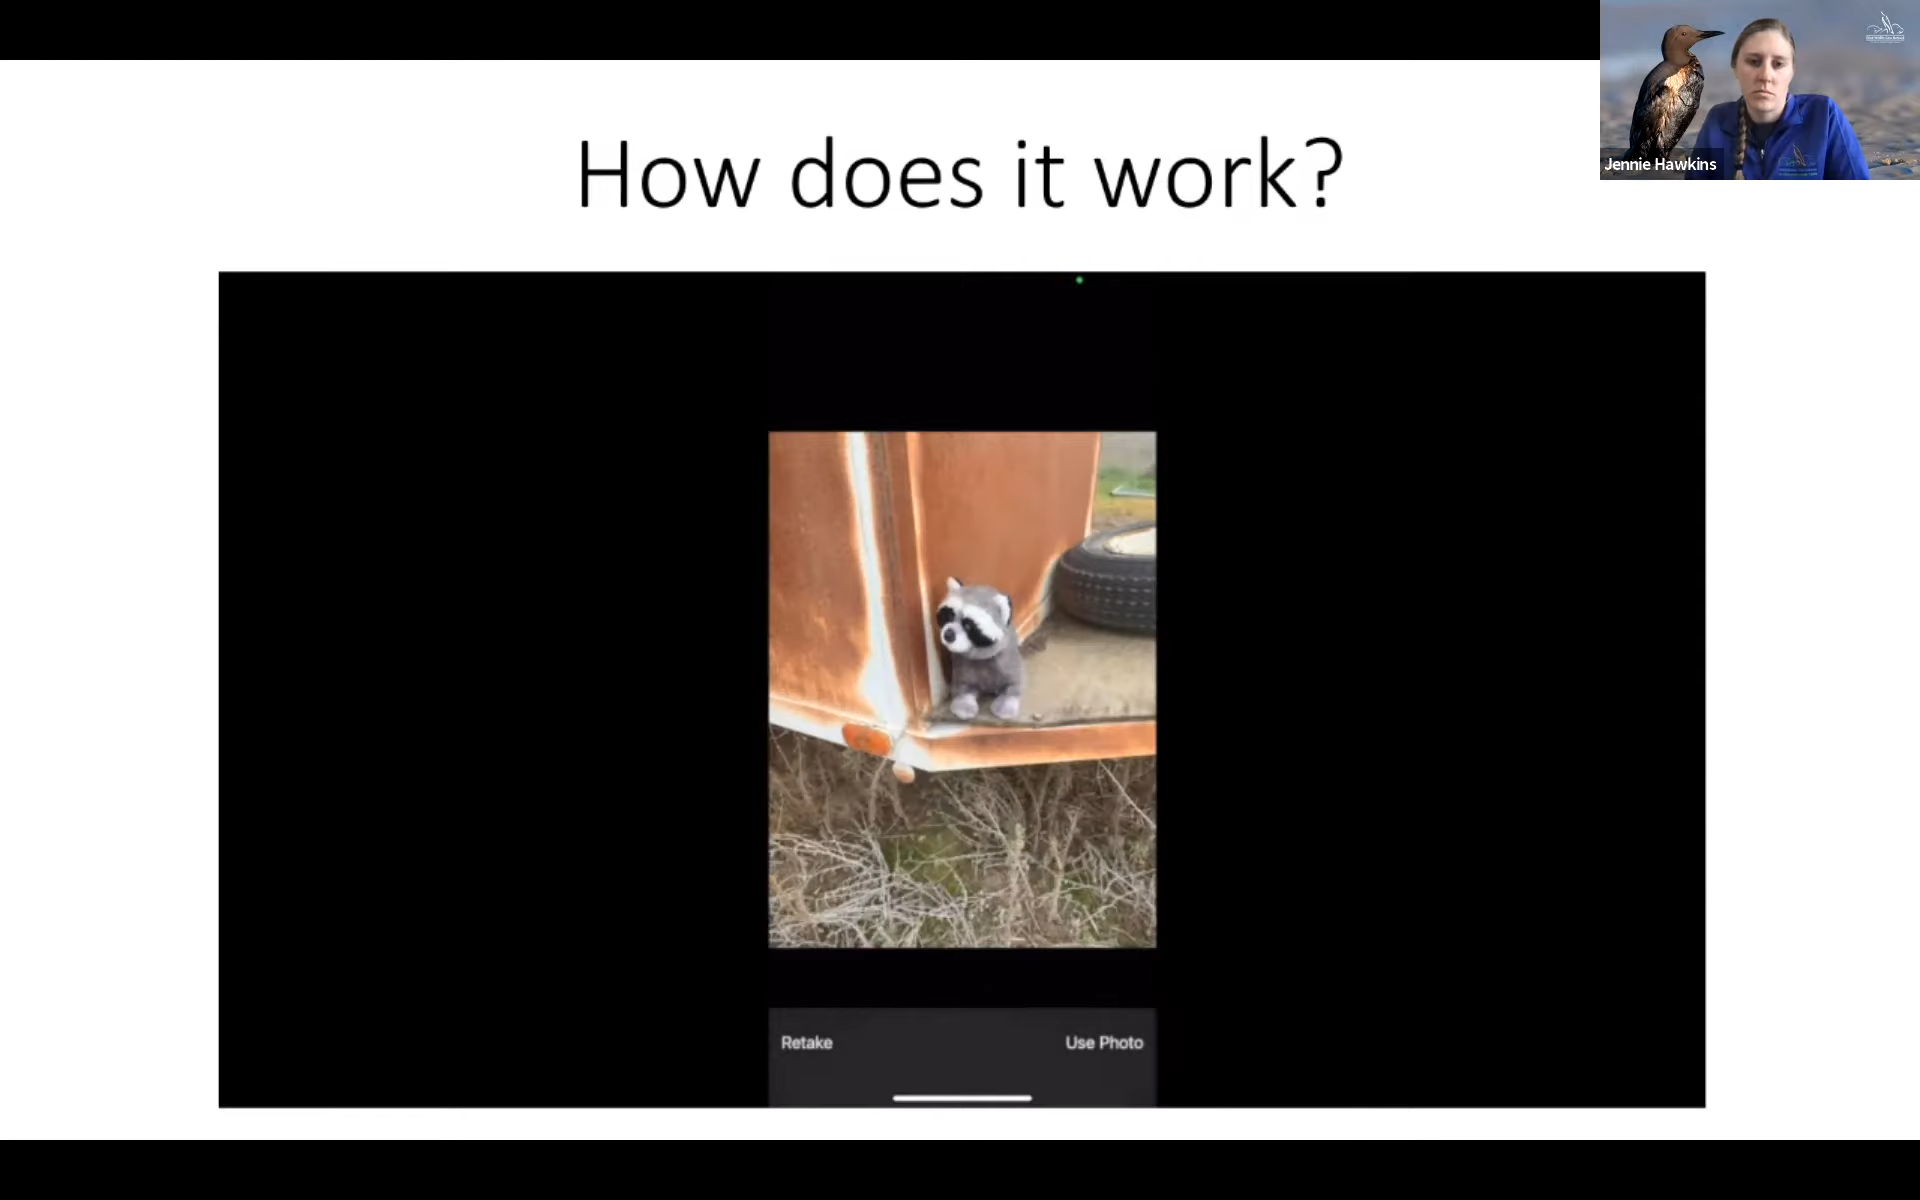 How does it work?
Jennie Hawkins
Retake
Use Photo